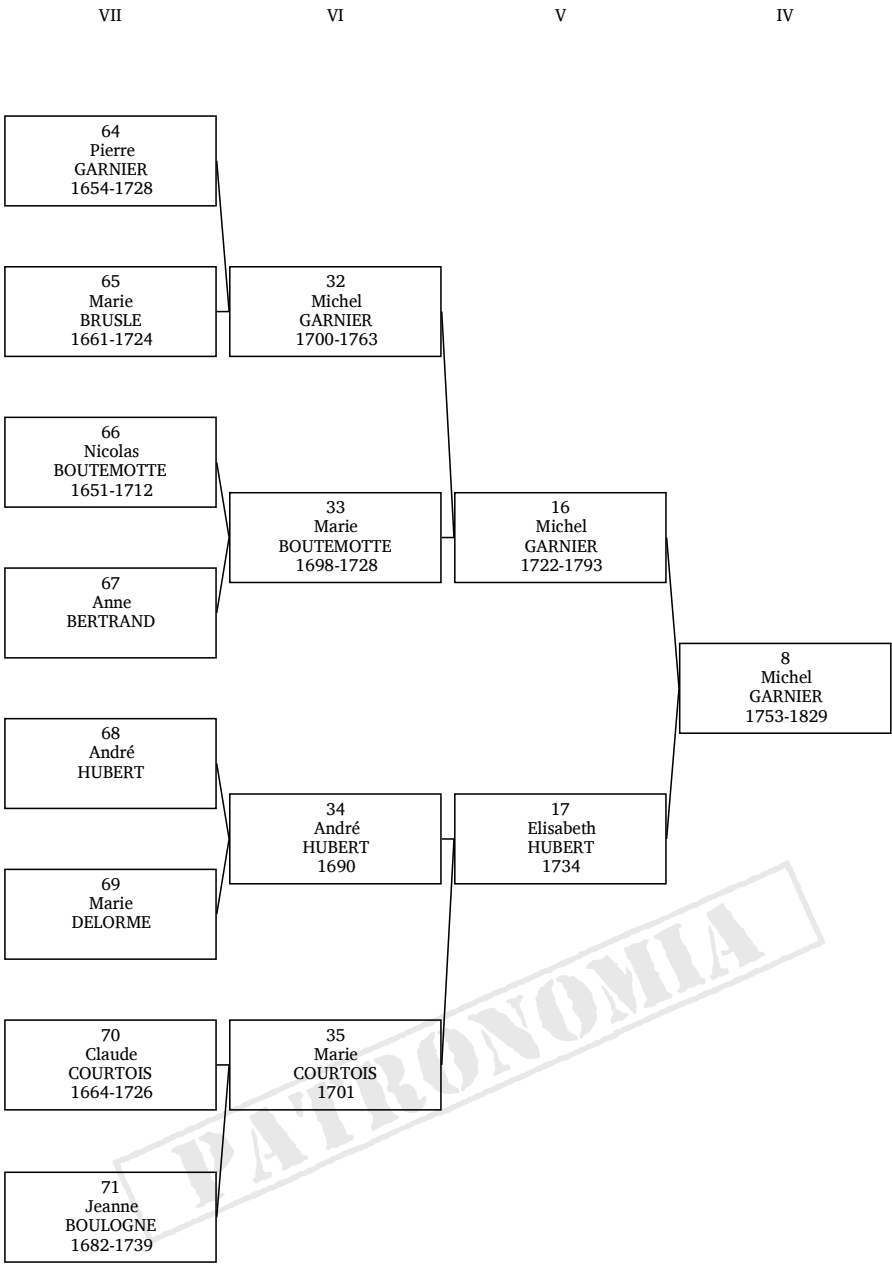 VII VI V IV
64
Pierre
GARNIER
1654-1728
65
Marie
BRUSLE
1661-1724
66
Nicolas
BOUTEMOTTE
1651-1712
67
Anne
BERTRAND
68
André
HUBERT
69
Marie
DELORME
70
Claude
COURTOIS
1664-1726
71
Jeanne
BOULOGNE
1682-1739
32
Michel
GARNIER
1700-1763
33
Marie
BOUTEMOTTE
1698-1728
34
André
HUBERT
1690
35
Marie
COURTOIS
1701
16
Michel
GARNIER
1722-1793
17
Elisabeth
HUBERT
1734
8
Michel
GARNIER
1753-1829
PATRONOMIA